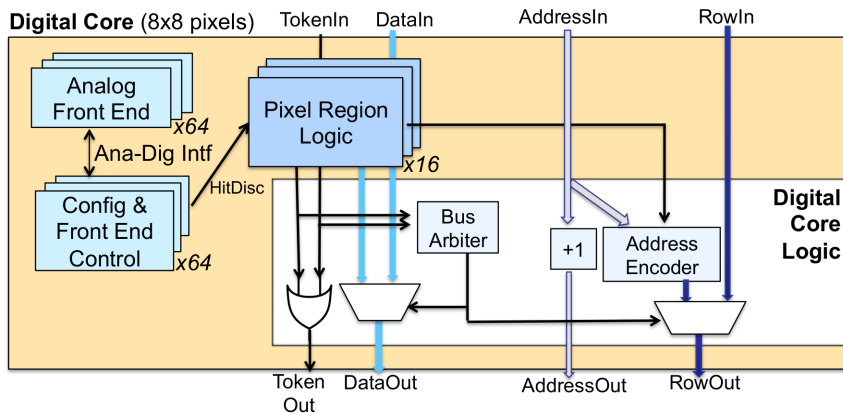 Digital Core (8x8 pixels)
TokenIn
DataIn
AddressIn
RowIn
Analog
Front End
x64
Ana-Dig Intf
Config &
Front End
Control
x64
HitDisc
Pixel Region
Logic
x16
Digital
Core
Logic
Bus
Arbiter
+1
Address
Encoder
Token
Out
DataOut
AddressOut
RowOut